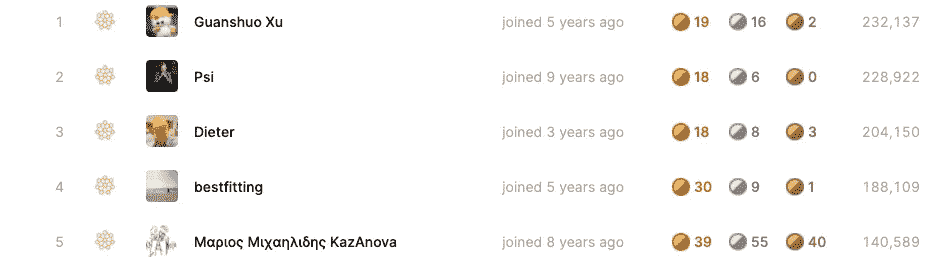 1 Guanshuo Xu joined 5 years ago 19 16 2 232,137
2 Psi joined 9 years ago 18 6 0 228,922
3 Dieter joined 3 years ago 18 8 3 204,150
4 bestfitting joined 5 years ago 30 9 1 188,109
5 Μαριος Μιχαηλιδης KazAnova joined 8 years ago 39 55 40 140,589